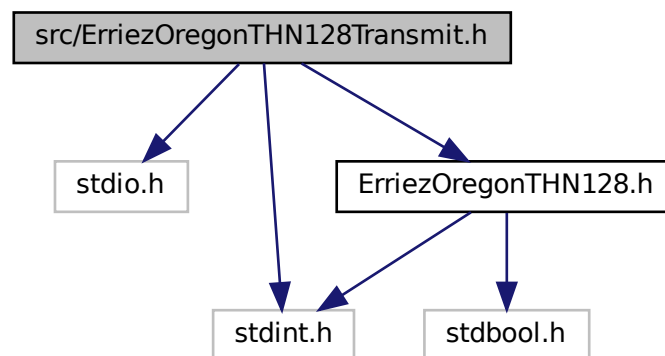 src/ErriezOregonTHN128Transmit.h
stdio.h
ErriezOregonTHN128.h
stdint.h
stdbool.h